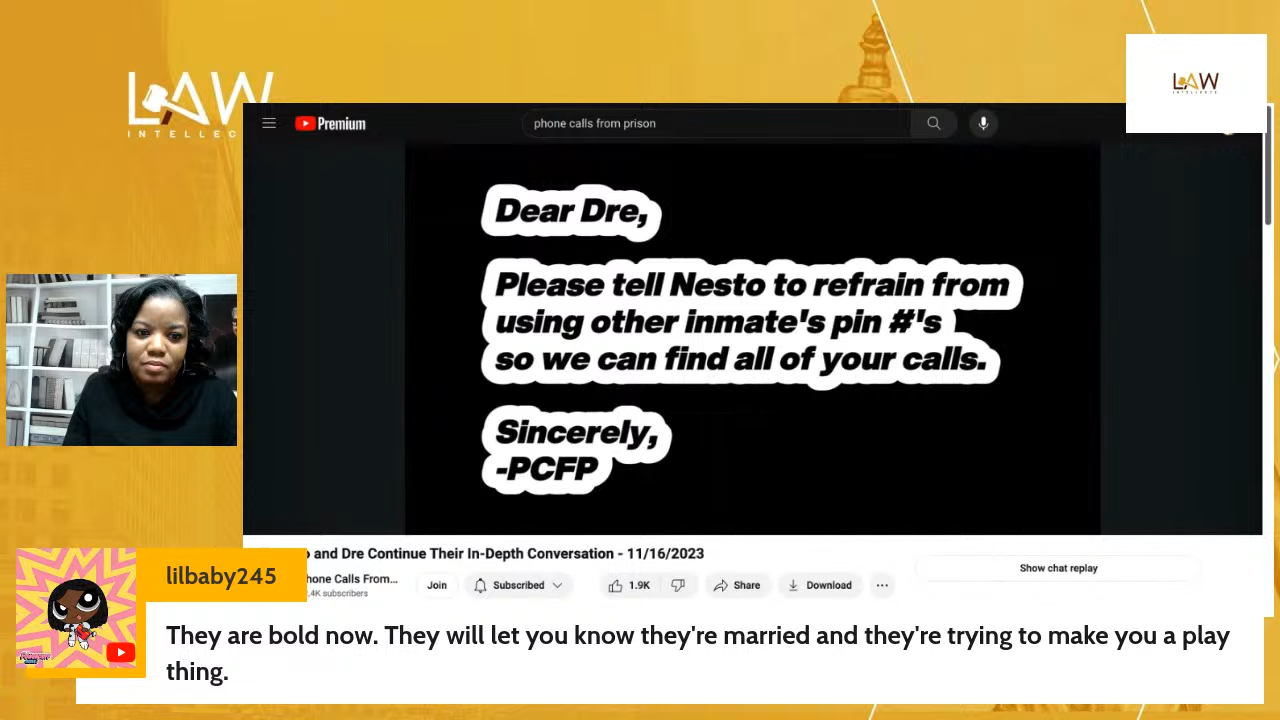 LAW
INTELLEC
LAW
INTELLECT
Premium
phone calls from prison
Dear Dre,
Please tell Nesto to refrain from
using other inmate's pin #'s
so we can find all of your calls.
Sincerely,
-PCFP
and Dre Continue Their In-Depth Conversation - 11/16/2023
hone Calls From...
.4K subscribers
Join
Subscribed
1.9K
Share
Download
Show chat replay
lilbaby245
They are bold now. They will let you know they're married and they're trying to make you a play
thing.